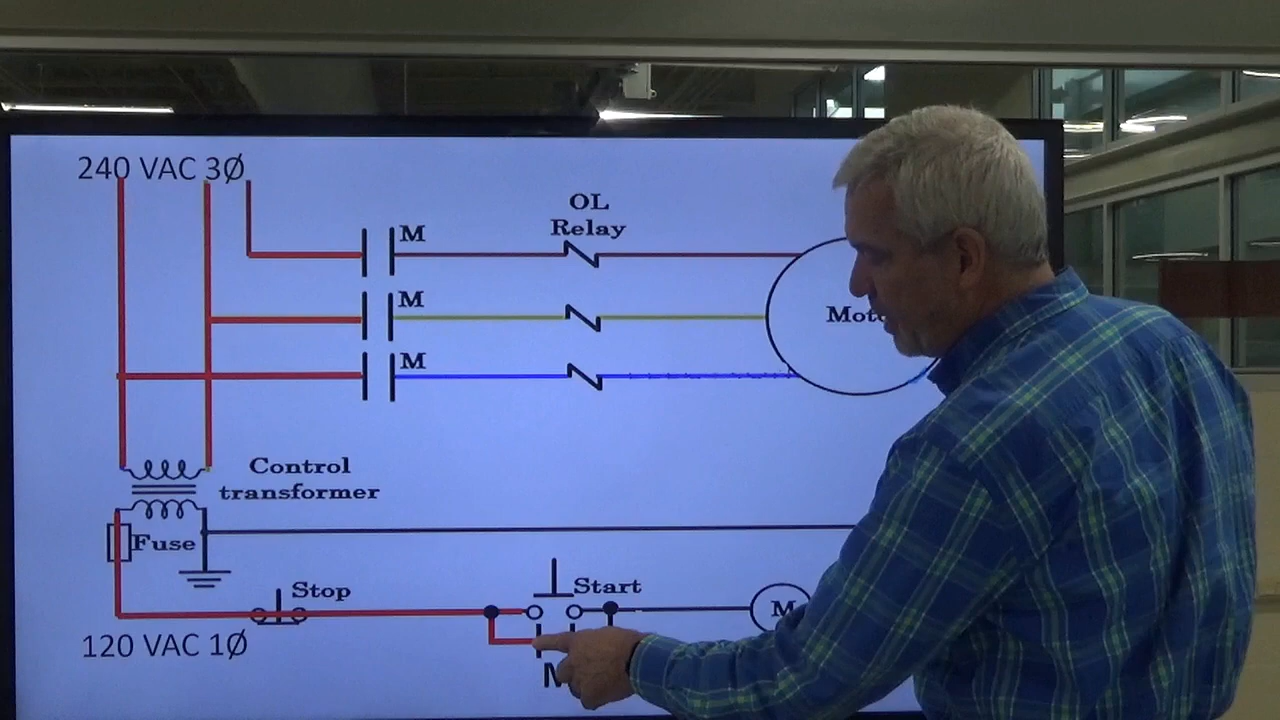 240 VAC 3Ø
OL
Relay
M
M
M
Control
transformer
Fuse
Stop
Start
M
120 VAC 1Ø